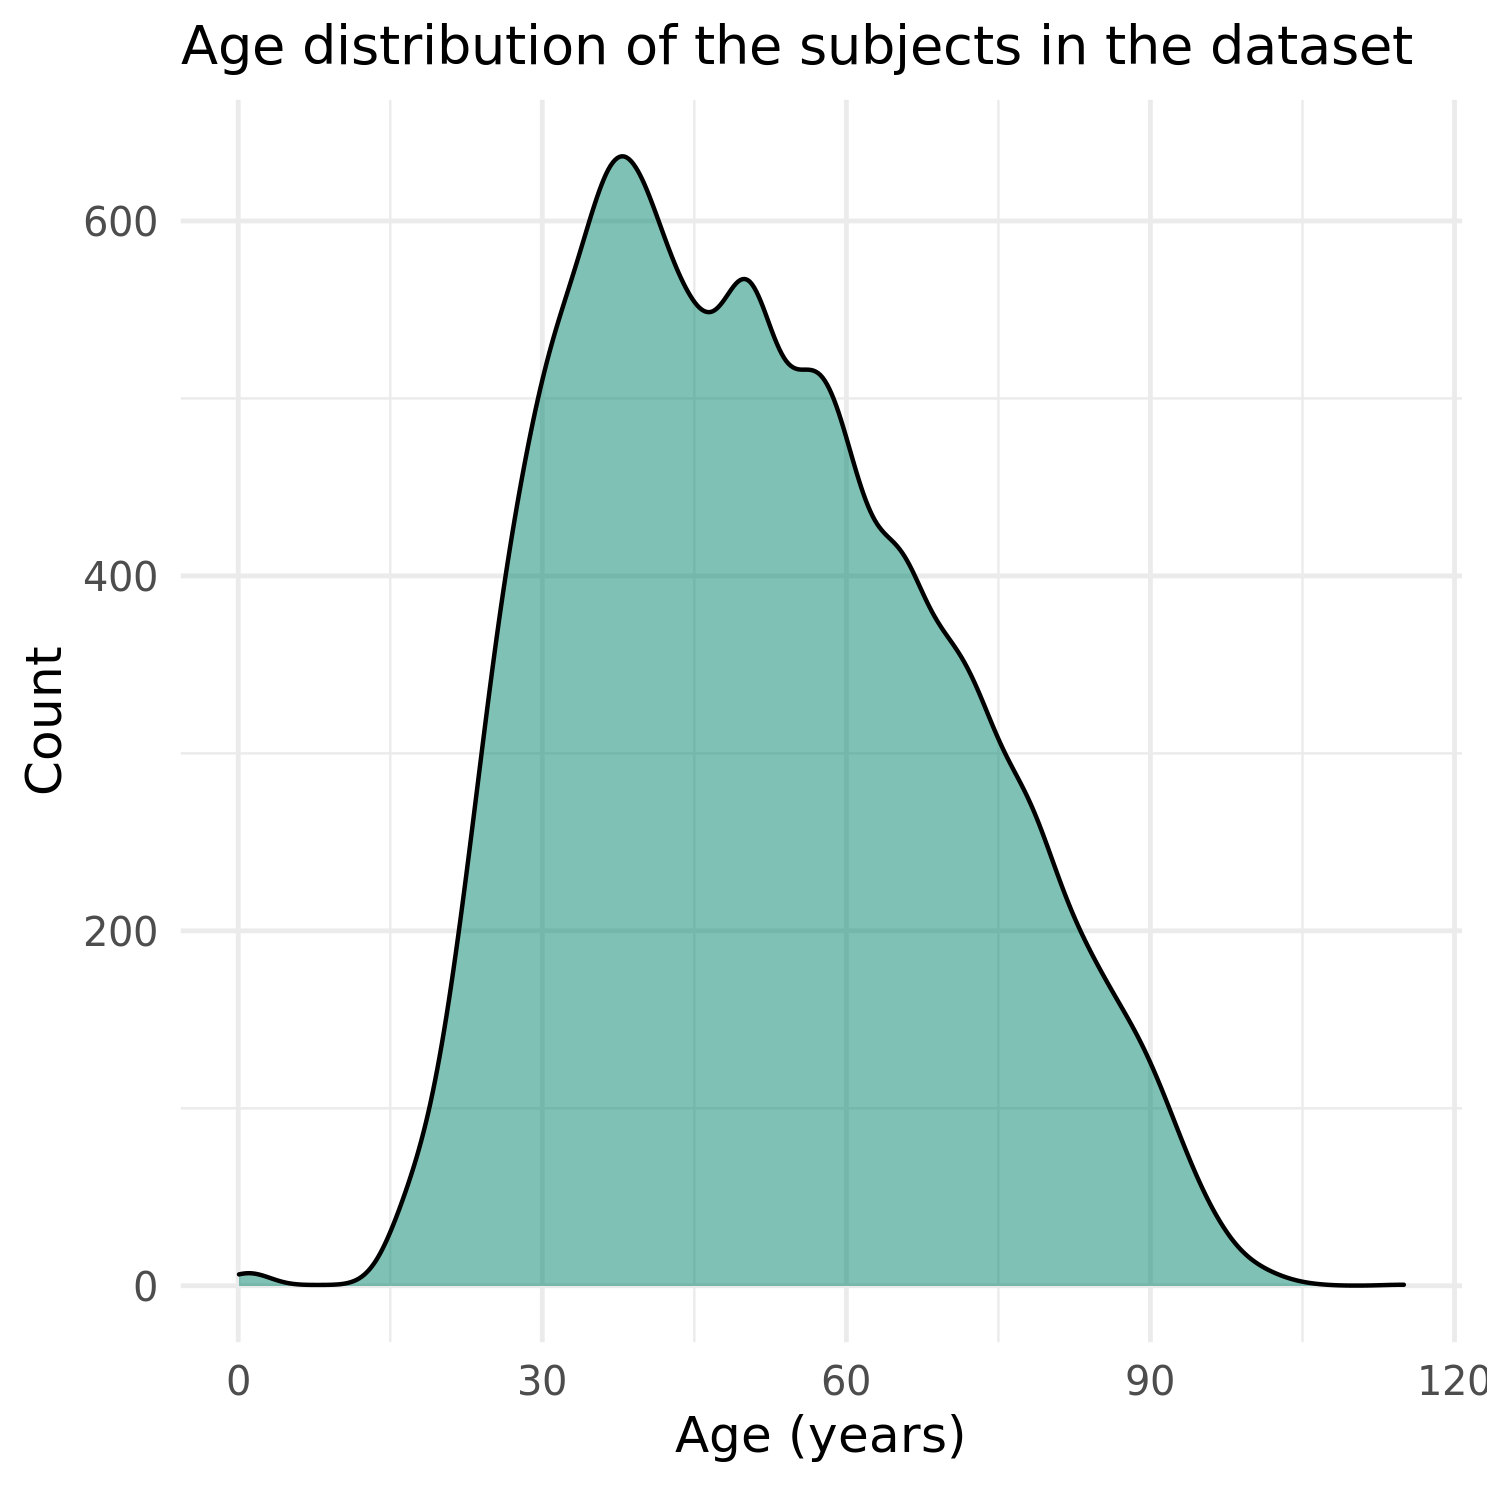 Age distribution of the subjects in the dataset
600
400
200
0
Count
0 30 60 90 120
Age (years)